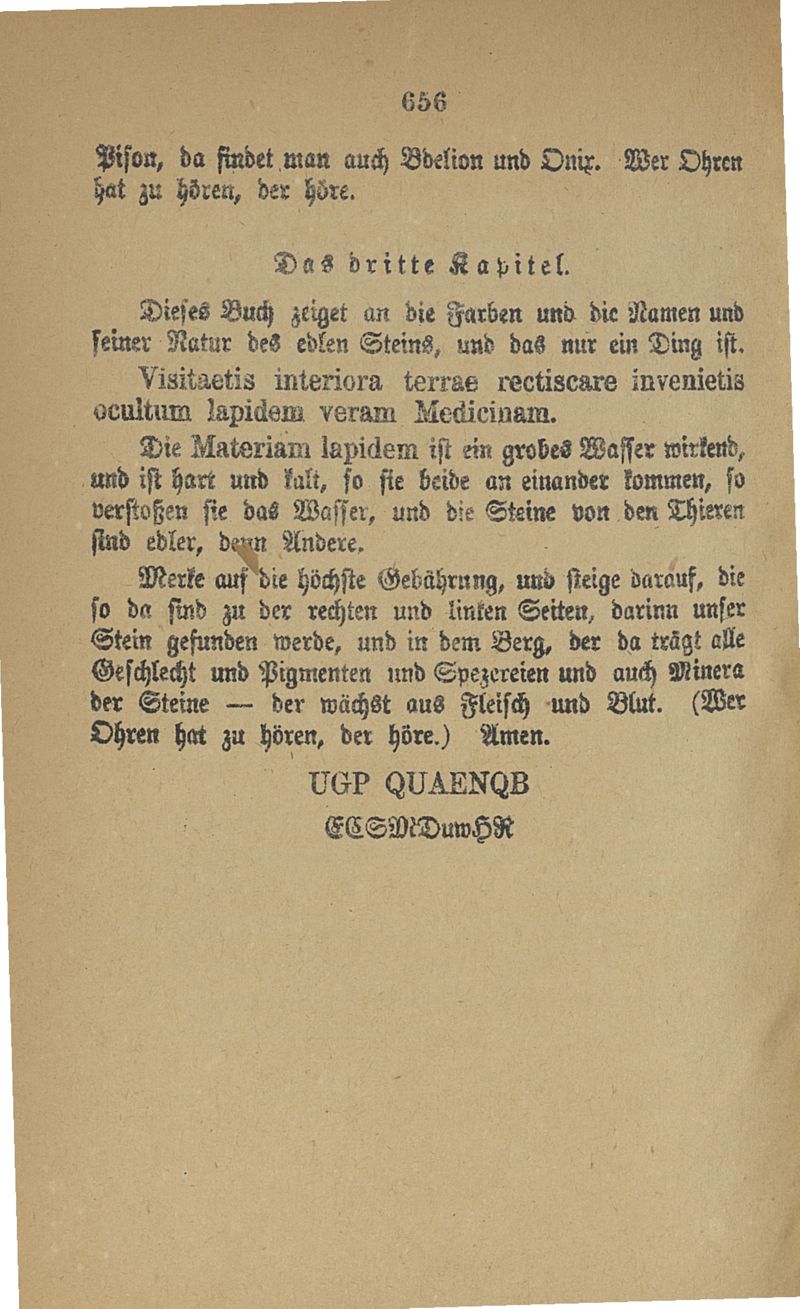 656
Pison, da findet man auch Bdelion und Onix. Wer Ohren
hat zu hören, der höre.
Das dritte Kapitel.
Dieses Buch zeiget an die Farben und die Namen und
seiner Natur des edlen Steins, und das nur ein Ding ist.
Visitaetis interiora terrae rectiscare invenietis
ocultum lapidem veram Medicinam.
Die Materiam lapidem ist ein grobes Wasser wirkend,
und ist hart und kalt, so sie beide an einander kommen, so
verstoßen sie das Wasser, und die Steine von den Thieren
sind edler, denn Andere.
Merke auf die höchste Gebährung, und steige darauf, die
so da sind zu der rechten und linken Seiten, darinn unser
Stein gefunden werde, und in dem Berg, der da trägt alle
Geschlecht und Pigmenten und Spezereien und auch Minera
der Steine — der wächst aus Fleisch und Blut. (Wer
Ohren hat zu hören, der höre.) Amen.
UGP QUAENQB
ECSMDuwHR